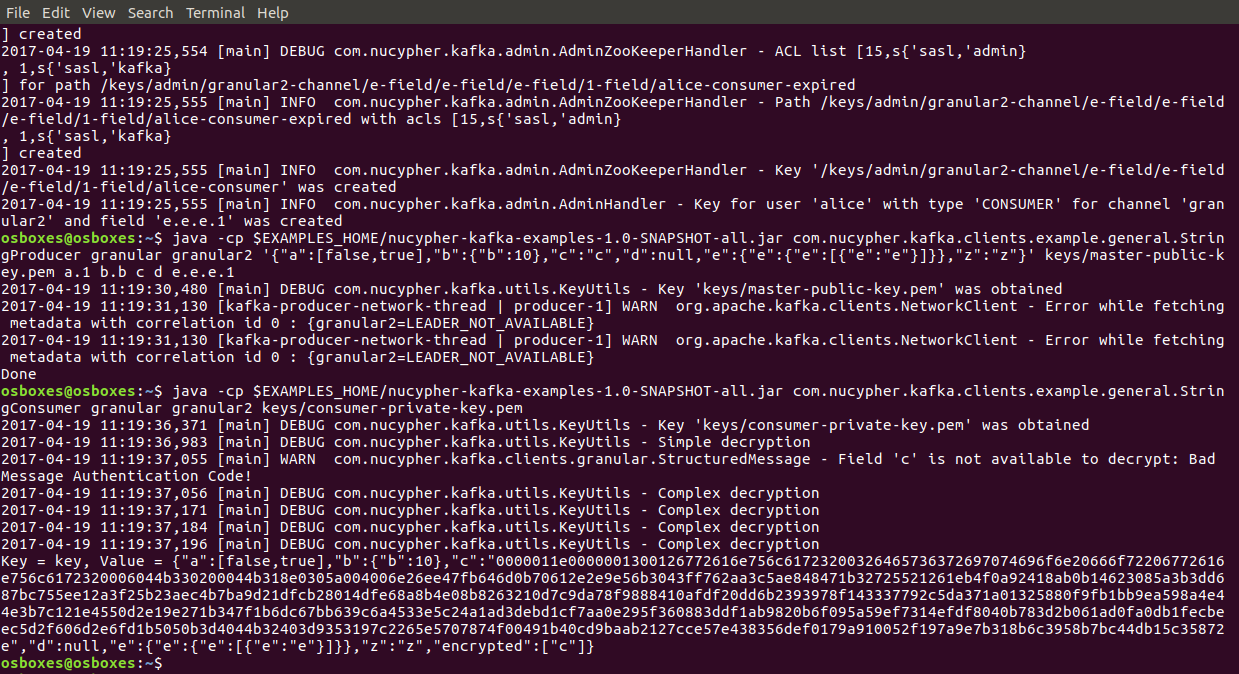 File Edit View Search Terminal Help
] created
2017-04-19 11:19:25,554 [main] DEBUG com.nucypher.kafka.admin.AdminZooKeeperHandler - ACL list [15,s{'sasl,'admin}
, 1,s{'sasl,'kafka}
] for path /keys/admin/granular2-channel/e-field/e-field/e-field/1-field/alice-consumer-expired
2017-04-19 11:19:25,555 [main] INFO  com.nucypher.kafka.admin.AdminZooKeeperHandler - Path /keys/admin/granular2-channel/e-field/e-field
/e-field/1-field/alice-consumer-expired with acls [15,s{'sasl,'admin}
, 1,s{'sasl,'kafka}
] created
2017-04-19 11:19:25,555 [main] INFO  com.nucypher.kafka.admin.AdminZooKeeperHandler - Key '/keys/admin/granular2-channel/e-field/e-field
/e-field/1-field/alice-consumer' was created
2017-04-19 11:19:25,555 [main] INFO  com.nucypher.kafka.admin.AdminHandler - Key for user 'alice' with type 'CONSUMER' for channel 'gran
ular2' and field 'e.e.e.1' was created
osboxes@osboxes:~$ java -cp $EXAMPLES_HOME/nucypher-kafka-examples-1.0-SNAPSHOT-all.jar com.nucypher.kafka.clients.example.general.Strin
gProducer granular granular2 '{"a":[false,true],"b":{"b":10},"c":"c","d":null,"e":{"e":{"e":[{"e":"e"}]}},"z":"z"}' keys/master-public-k
ey.pem a.1 b.b c d e.e.e.1
2017-04-19 11:19:30,480 [main] DEBUG com.nucypher.kafka.utils.KeyUtils - Key 'keys/master-public-key.pem' was obtained
2017-04-19 11:19:31,130 [kafka-producer-network-thread | producer-1] WARN  org.apache.kafka.clients.NetworkClient - Error while fetching
 metadata with correlation id 0 : {granular2=LEADER_NOT_AVAILABLE}
2017-04-19 11:19:31,130 [kafka-producer-network-thread | producer-1] WARN  org.apache.kafka.clients.NetworkClient - Error while fetching
 metadata with correlation id 0 : {granular2=LEADER_NOT_AVAILABLE}
Done
osboxes@osboxes:~$ java -cp $EXAMPLES_HOME/nucypher-kafka-examples-1.0-SNAPSHOT-all.jar com.nucypher.kafka.clients.example.general.Strin
gConsumer granular granular2 keys/consumer-private-key.pem
2017-04-19 11:19:36,371 [main] DEBUG com.nucypher.kafka.utils.KeyUtils - Key 'keys/consumer-private-key.pem' was obtained
2017-04-19 11:19:36,983 [main] DEBUG com.nucypher.kafka.utils.KeyUtils - Simple decryption
2017-04-19 11:19:37,055 [main] WARN  com.nucypher.kafka.clients.granular.StructuredMessage - Field 'c' is not available to decrypt: Bad
Message Authentication Code!
2017-04-19 11:19:37,056 [main] DEBUG com.nucypher.kafka.utils.KeyUtils - Complex decryption
2017-04-19 11:19:37,171 [main] DEBUG com.nucypher.kafka.utils.KeyUtils - Complex decryption
2017-04-19 11:19:37,184 [main] DEBUG com.nucypher.kafka.utils.KeyUtils - Complex decryption
2017-04-19 11:19:37,196 [main] DEBUG com.nucypher.kafka.utils.KeyUtils - Complex decryption
Key = key, Value = {"a":[false,true],"b":{"b":10},"c":"0000011e0000001300126772616e756c617232003264657363726970746f6e20666f72206772616
e756c6172320006044b330200044b318e0305a004006e26ee47fb646d0b70612e2e9e56b3043ff762aa3c5ae848471b32725521261eb4f0a92418ab0b14623085a3b3dd6
87bc755ee12a3f25b23aec4b7ba9d21dfcb28014dfe68a8b4e08b8263210d7c9da78f9888410afdf20dd6b2393978f143337792c5da371a01325880f9fb1bb9ea598a4e4
4e3b7c121e4550d2e19e271b347f1b6dc67bb639c6a4533e5c24a1ad3debd1cf7aa0e295f360883ddf1ab9820b6f095a59ef7314efdf8040b783d2b061ad0fa0db1fecbe
ec5d2f606d2e6fd1b5050b3d4044b32403d9353197c2265e5707874f00491b40cd9baab2127cce57e438356def0179a910052f197a9e7b318b6c3958b7bc44db15c35872
e","d":null,"e":{"e":{"e":[{"e":"e"}]}},"z":"z","encrypted":["c"]}
osboxes@osboxes:~$